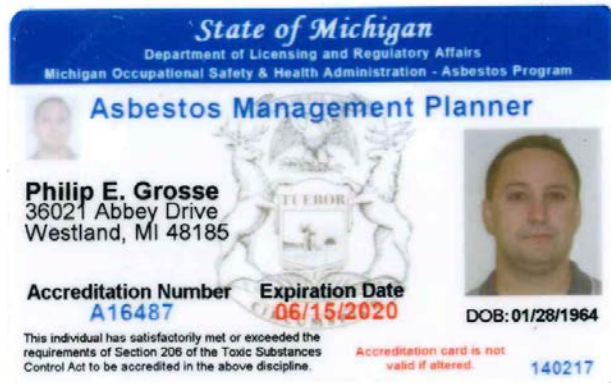 State of Michigan
Department of Licensing and Regulatory Affairs
Michigan Occupational Safety & Health Administration - Asbestos Program
Asbestos Management Planner
TUEBOR
Philip E. Grosse
36021 Abbey Drive
Westland, MI 48185
Accreditation Number
A16487
Expiration Date
06/15/2020
DOB: 01/28/1964
This individual has satisfactorily met or exceeded the
requirements of Section 206 of the Toxic Substances
Control Act to be accredited in the above discipline.
Accreditation card is not
valid if altered.
140217